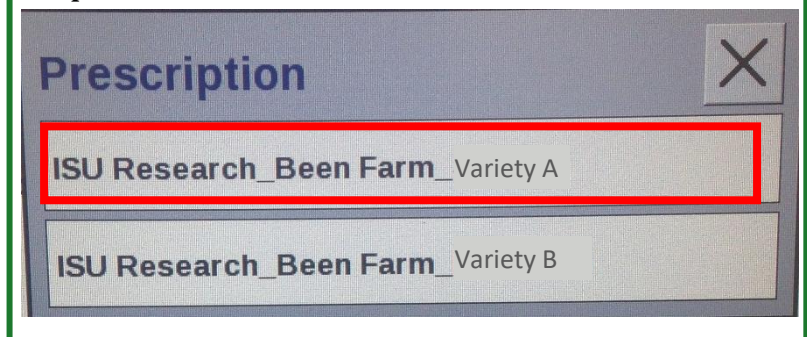 Prescription
ISU Research_Been Farm_Variety A
ISU Research_Been Farm_Variety B